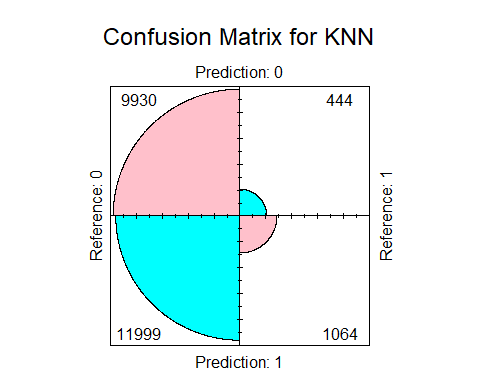 Confusion Matrix for KNN
Prediction: 0
9930
444
Reference: 0
Reference: 1
11999
1064
Prediction: 1